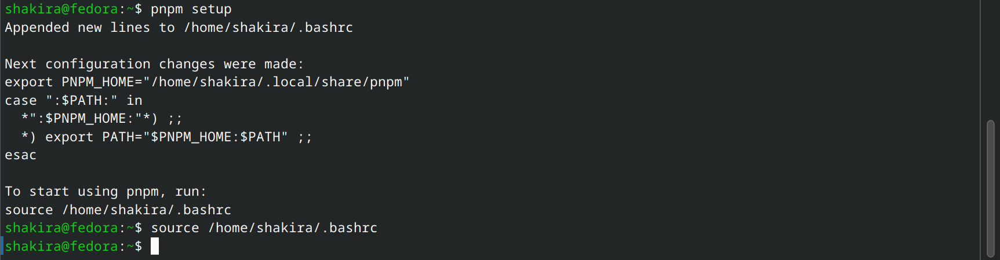 shakira@fedora:~$ pnpm setup
Appended new lines to /home/shakira/.bashrc

Next configuration changes were made:
export PNPM_HOME="/home/shakira/.local/share/pnpm"
case ":$PATH:" in
  *":$PNPM_HOME:"*) ;;
  *) export PATH="$PNPM_HOME:$PATH" ;;
esac

To start using pnpm, run:
source /home/shakira/.bashrc
shakira@fedora:~$ source /home/shakira/.bashrc
shakira@fedora:~$